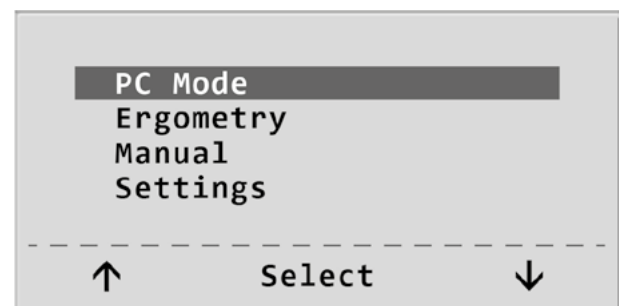 PC Mode
Ergometry
Manual
Settings
↑ Select ↓